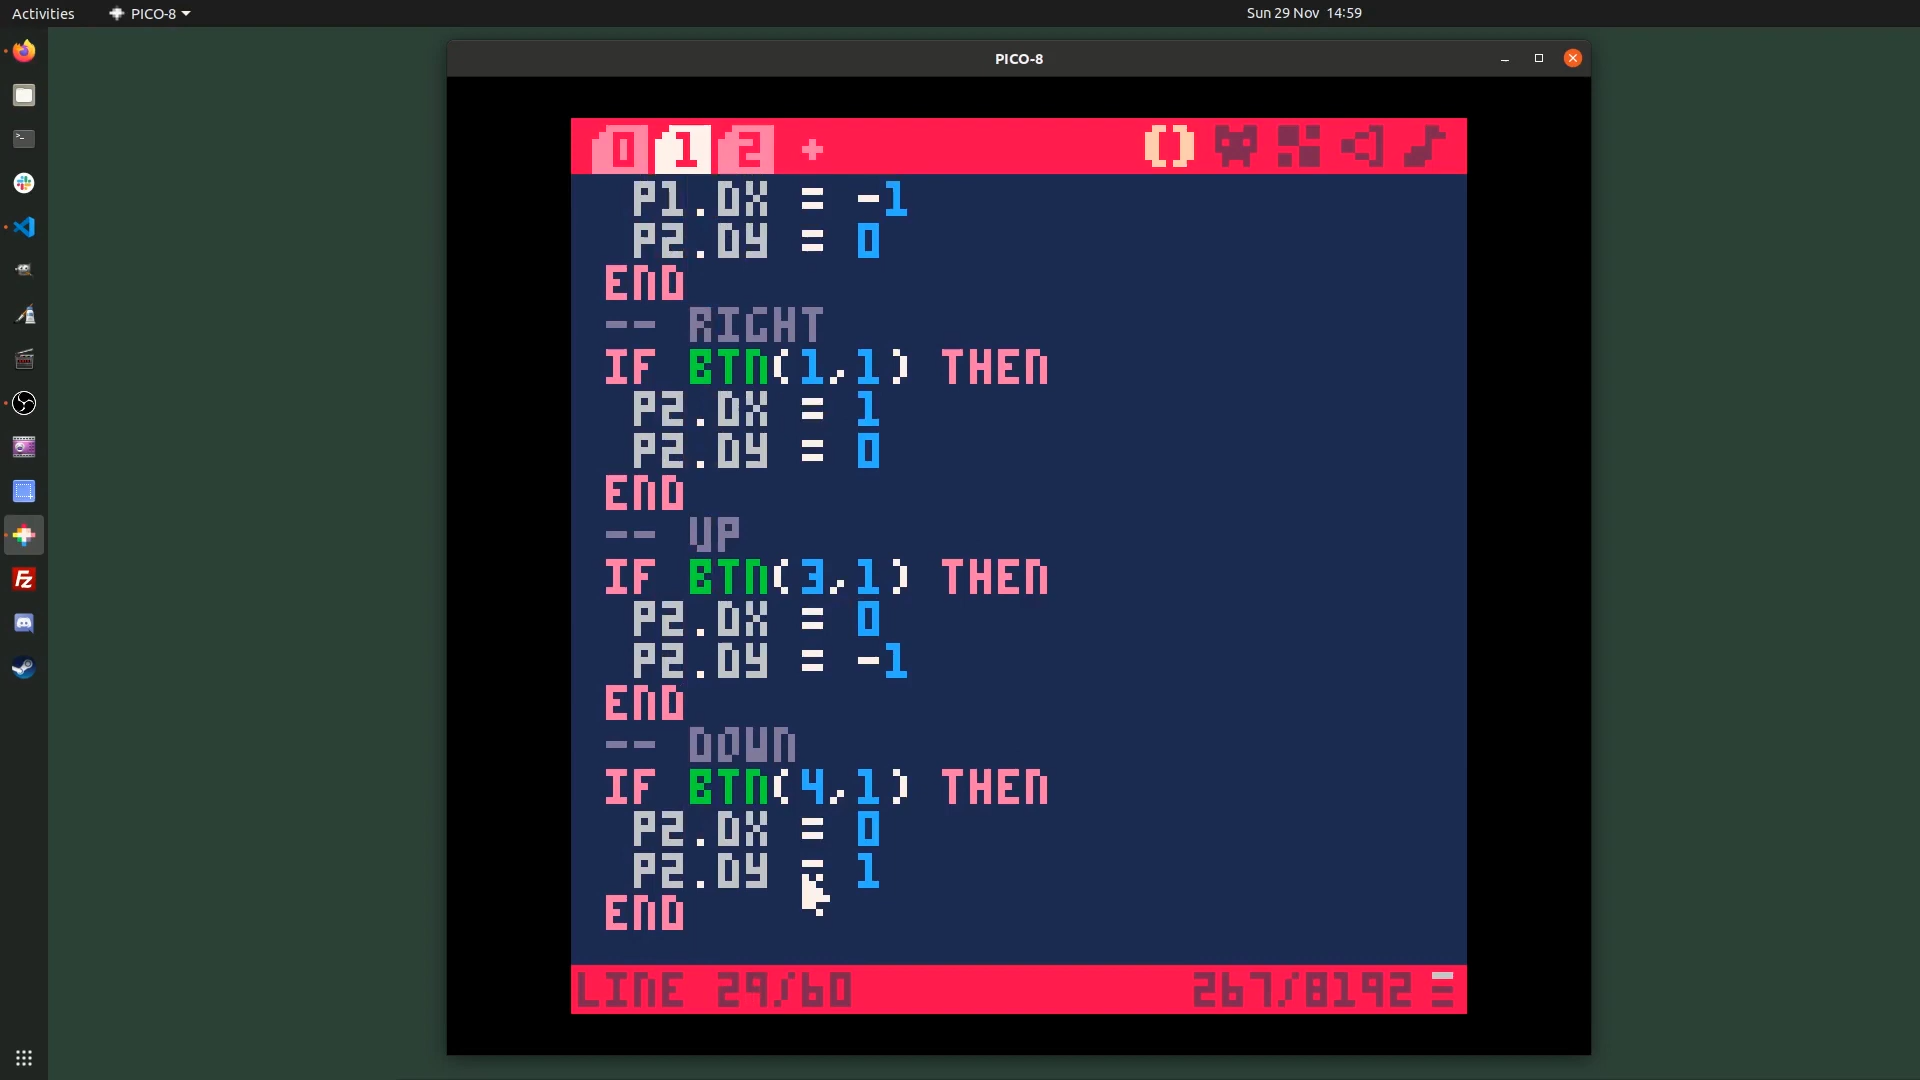 Activities
PICO-8
Sun 29 Nov 14:59
PICO-8
0 1 2 +
P1.DX = -1
P2.DY = 0
END
-- RIGHT
IF BTN(1,1) THEN
P2.DX = 1
P2.DY = 0
END
-- UP
IF BTN(3,1) THEN
P2.DX = 0
P2.DY = -1
END
-- DOWN
IF BTN(4,1) THEN
P2.DX = 0
P2.DY = 1
END
LINE 29/60
267/8192